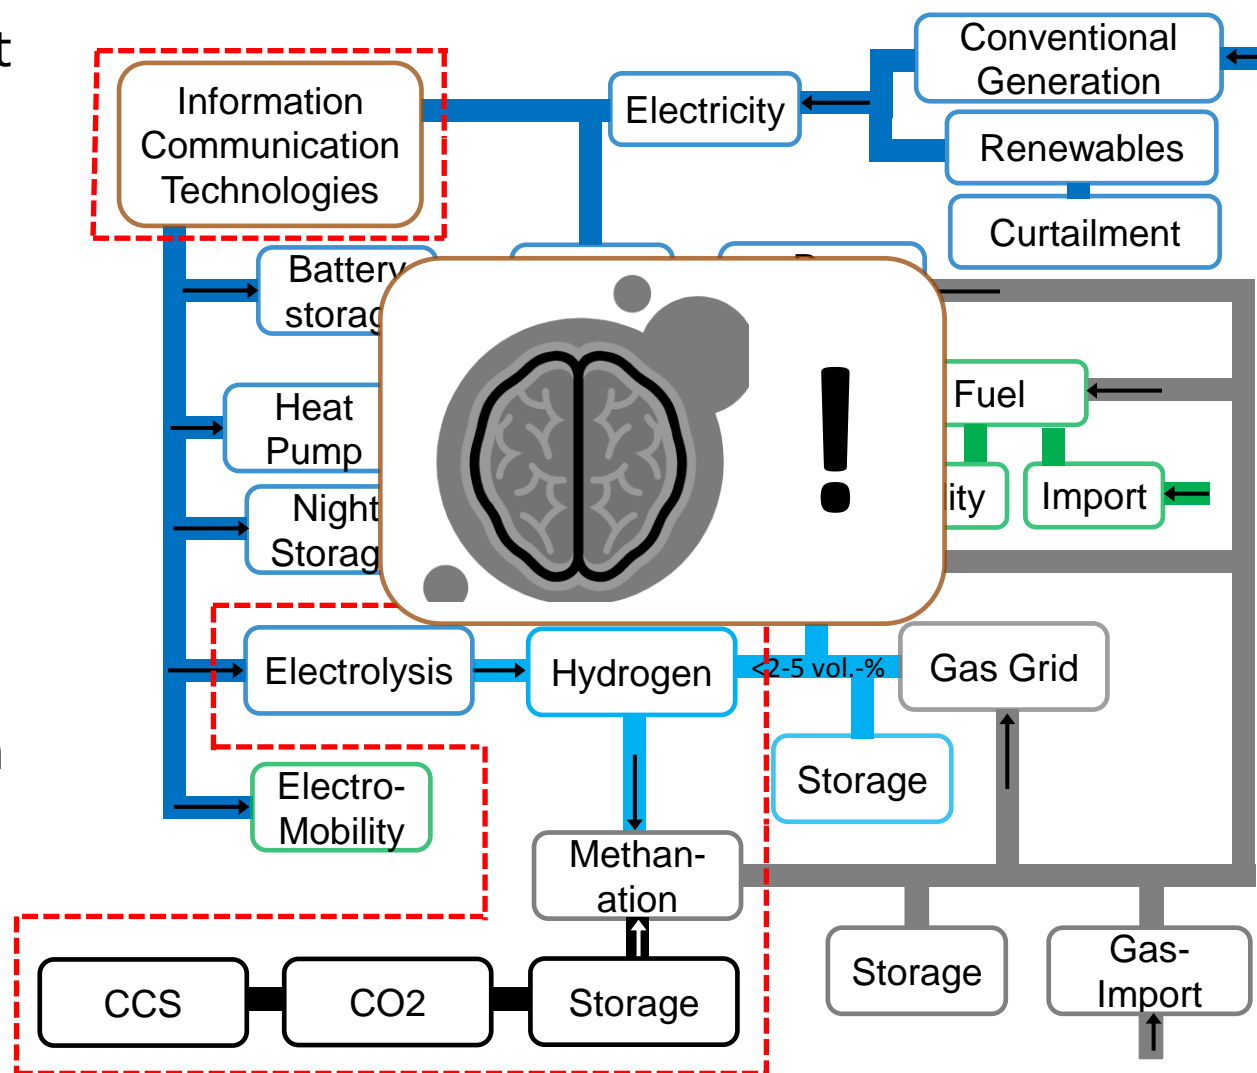 t
Conventional
Generation
Information
Communication
Technologies
Electricity
Renewables
Curtailment
Battery
storag
Heat
Pump
Fuel
Night
Storag
ity
Import
Electrolysis
Hydrogen
<2-5 vol.-%
Gas Grid
Electro-
Mobility
Storage
Methan-
ation
CCS
CO2
Storage
Storage
Gas-
Import
!